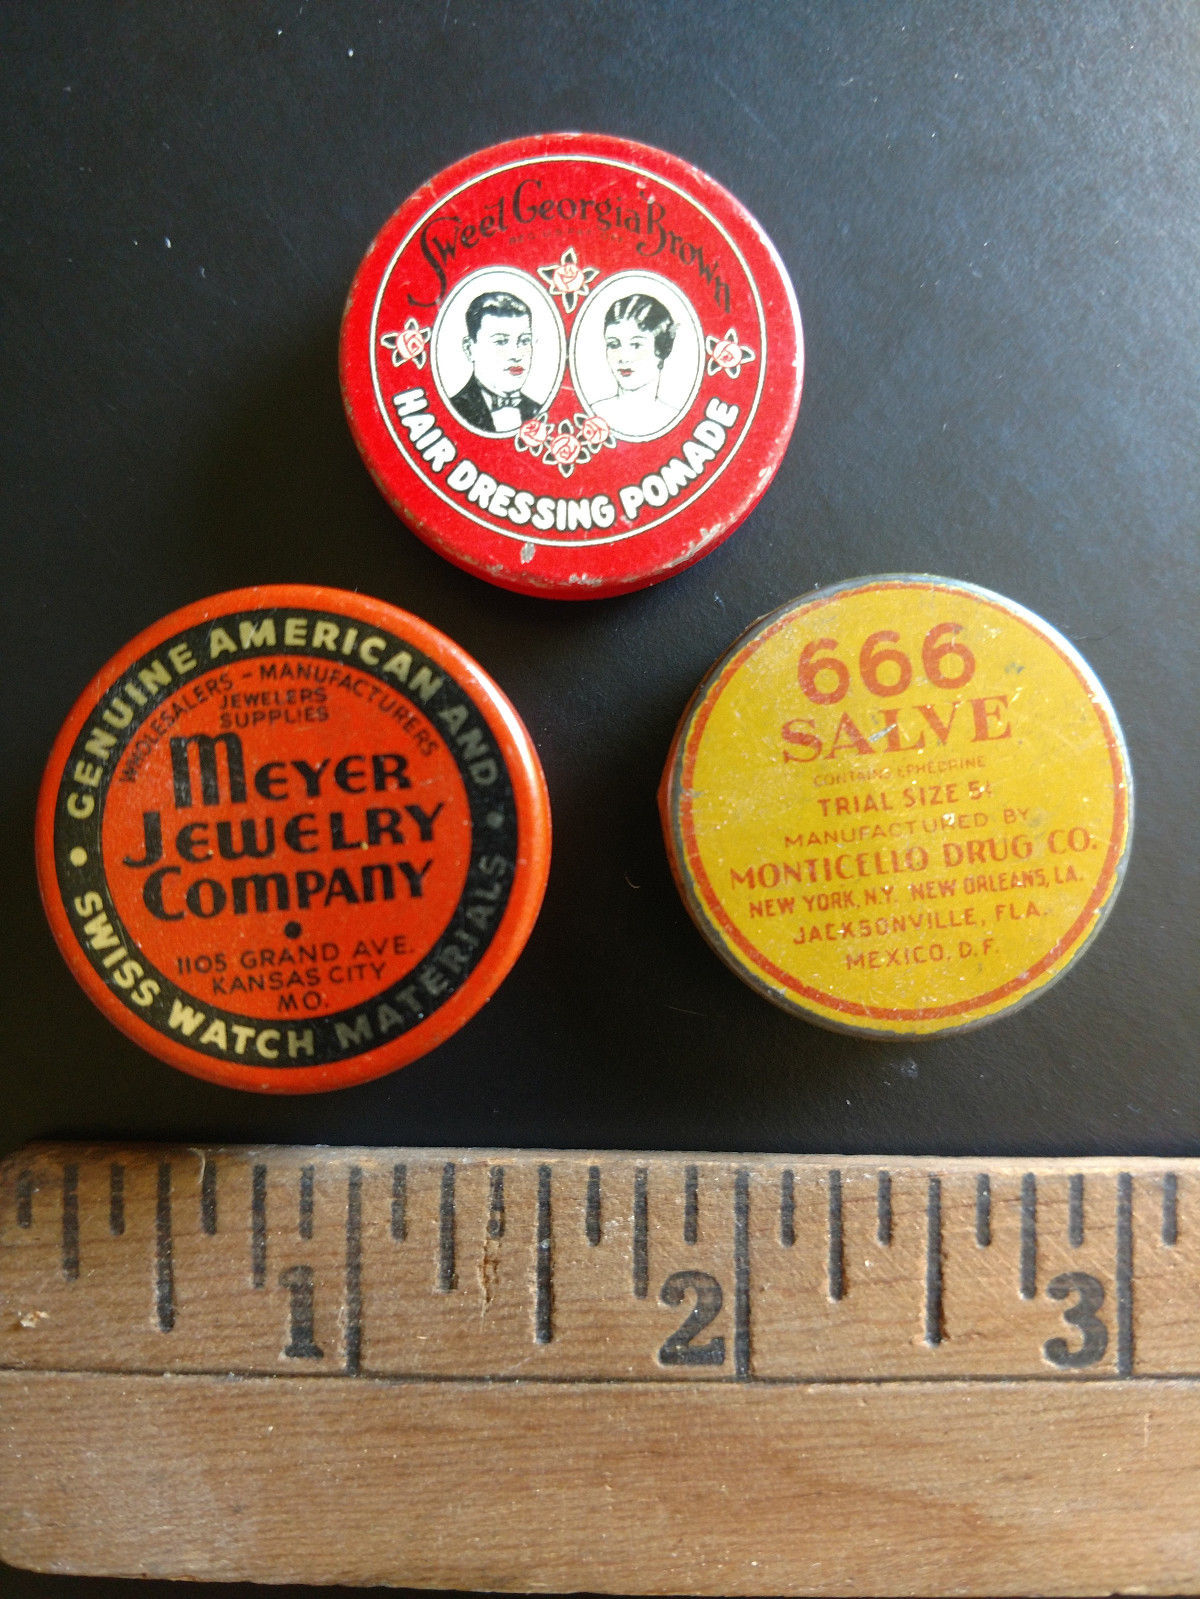 Sweet Georgia Brown
HAIR DRESSING POMADE
GENUINE AMERICAN AND
SWISS WATCH MATERIALS
WHOLESALERS - MANUFACTURERS
JEWELERS
SUPPLIES
MEYER
JEWELRY
COMPANY
1105 GRAND AVE.
KANSAS CITY
MO.
666
SALVE
CONTAINS EPHEDRINE
TRIAL SIZE 5¢
MANUFACTURED BY
MONTICELLO DRUG CO.
NEW YORK, N.Y. NEW ORLEANS, LA.
JACKSONVILLE, FLA.
MEXICO, D.F.
1 2 3